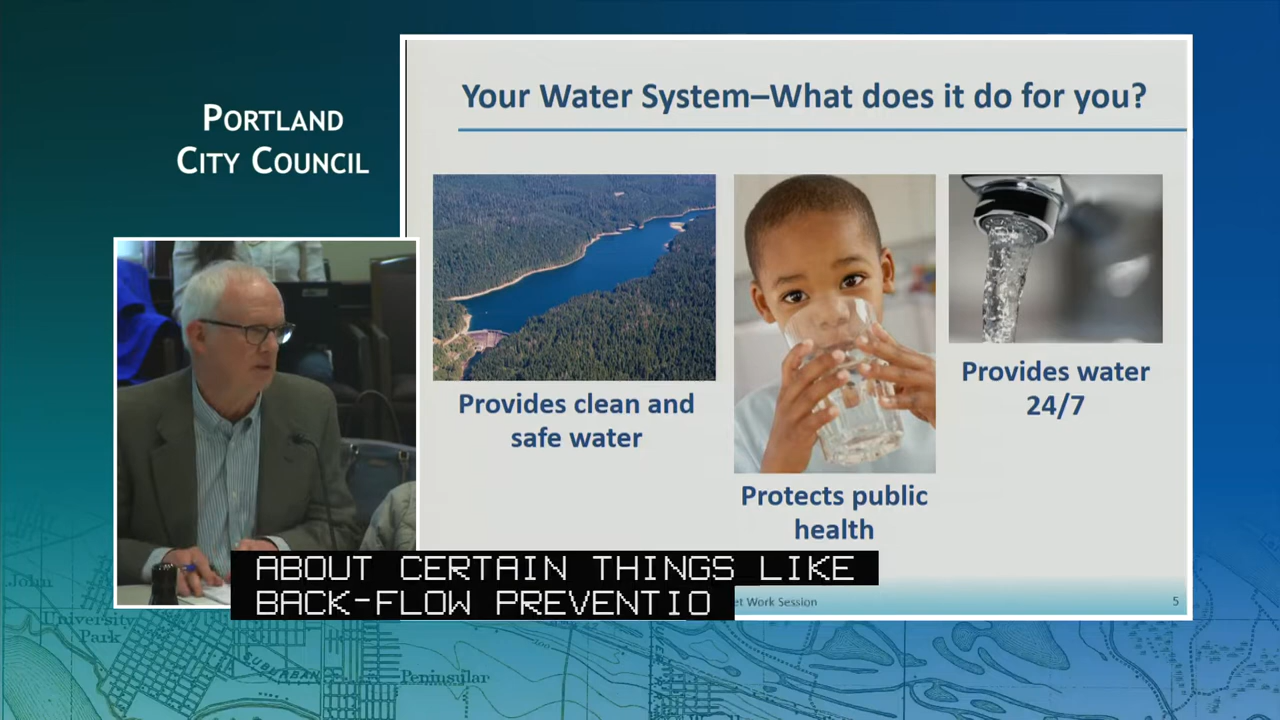 PORTLAND
CITY COUNCIL
Your Water System–What does it do for you?
Provides clean and
safe water
Protects public
health
Provides water
24/7
ABOUT CERTAIN THINGS LIKE
BACK-FLOW PREVENTIO
Work Session
5
John
University
Park
SUBURBAN
Peninsular